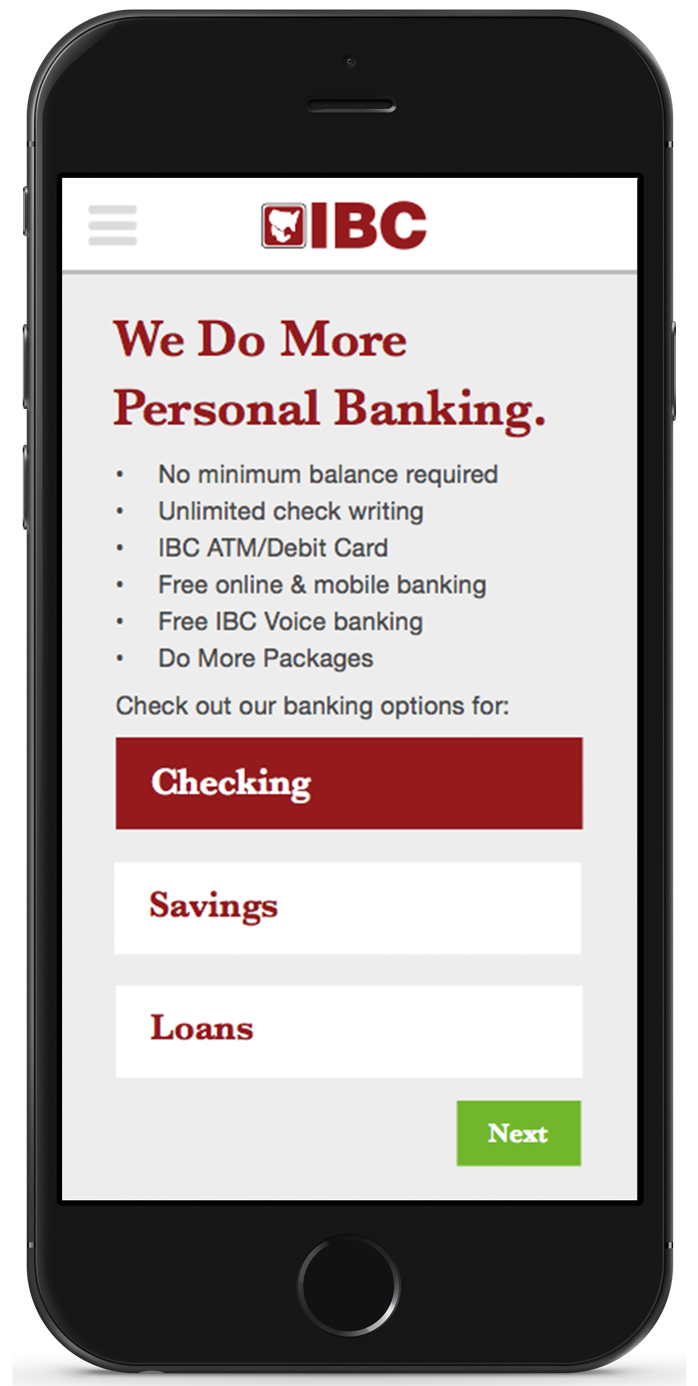 IBC
We Do More
Personal Banking.
• No minimum balance required
• Unlimited check writing
• IBC ATM/Debit Card
• Free online & mobile banking
• Free IBC Voice banking
• Do More Packages
Check out our banking options for:
Checking
Savings
Loans
Next